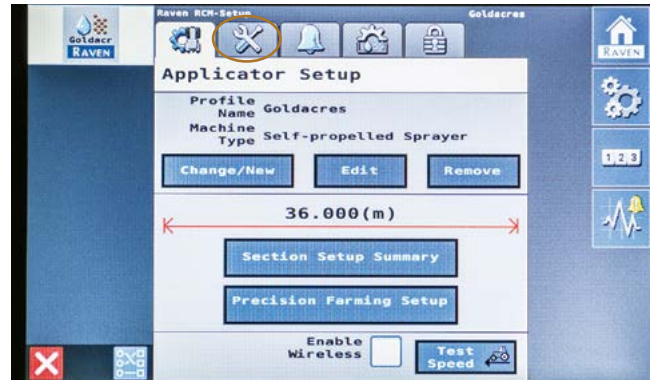 Raven RCM-Setup
Goldacres
Goldacr
RAVEN
RAVEN
Applicator Setup
Profile
Name Goldacres
Machine
Type Self-propelled Sprayer
Change/New
Edit
Remove
1 2 3
36.000(m)
Section Setup Summary
Precision Farming Setup
Enable
Wireless
Test
Speed